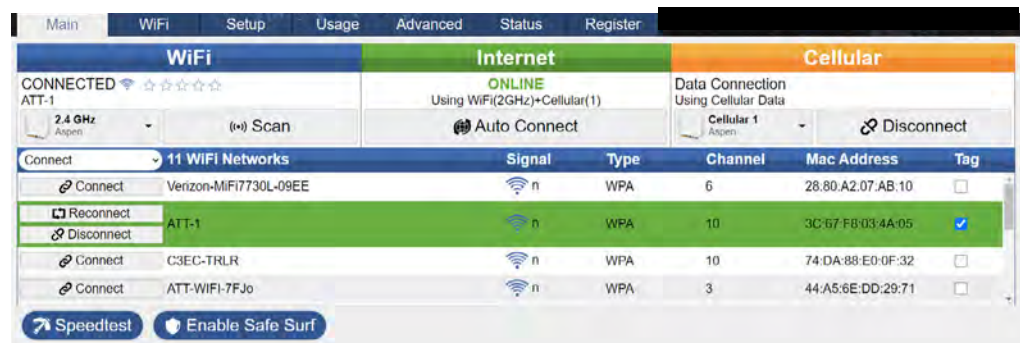 Main WiFi Setup Usage Advanced Status Register
WiFi Internet Cellular
CONNECTED ONLINE Data Connection
ATT-1 Using WiFi(2GHz)+Cellular(1) Using Cellular Data
2.4 GHz Aspen Scan Auto Connect Cellular 1 Aspen Disconnect
Connect 11 WiFi Networks Signal Type Channel Mac Address Tag
Connect Verizon-MiFi7730L-09EE n WPA 6 28:80:A2:07:AB:10
Reconnect
Disconnect ATT-1 n WPA 10 3C:67:F8:03:4A:05
Connect C3EC-TRLR n WPA 10 74:DA:88:E0:0F:32
Connect ATT-WIFI-7FJo n WPA 3 44:A5:6E:DD:29:71
Speedtest Enable Safe Surf